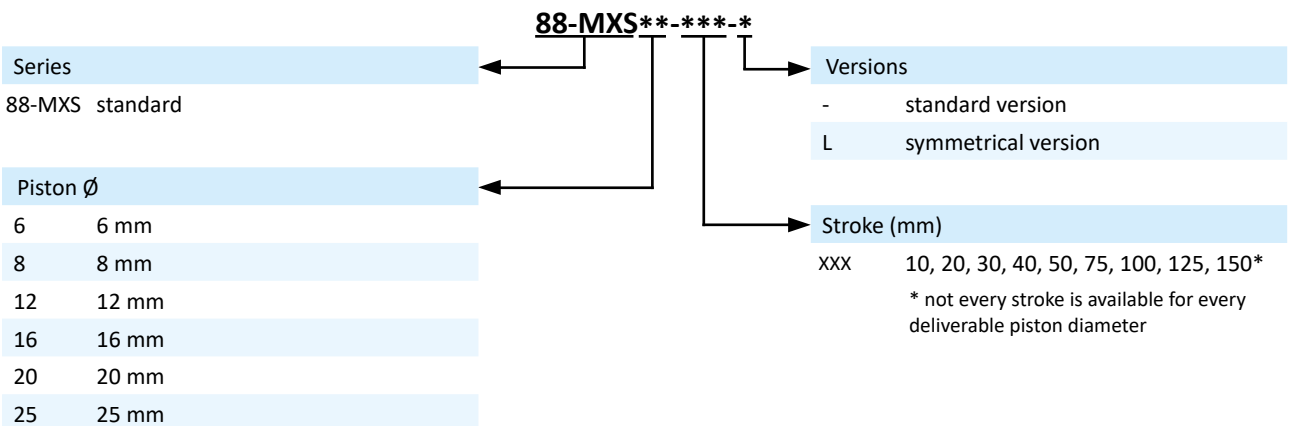 88-MXS**-***-*
Series
88-MXS standard
Piston Ø
6 6 mm
8 8 mm
12 12 mm
16 16 mm
20 20 mm
25 25 mm
Versions
- standard version
L symmetrical version
Stroke (mm)
XXX 10, 20, 30, 40, 50, 75, 100, 125, 150*
* not every stroke is available for every
deliverable piston diameter